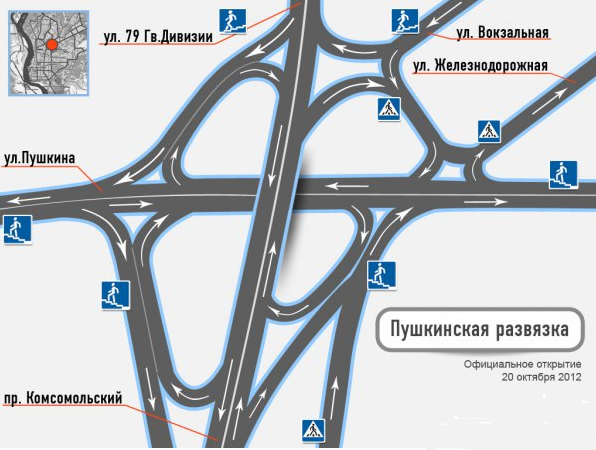 ул. 79 Гв.Дивизии
ул. Вокзальная
ул. Железнодорожная
ул.Пушкина
Пушкинская развязка
Официальное открытие
20 октября 2012
пр. Комсомольский